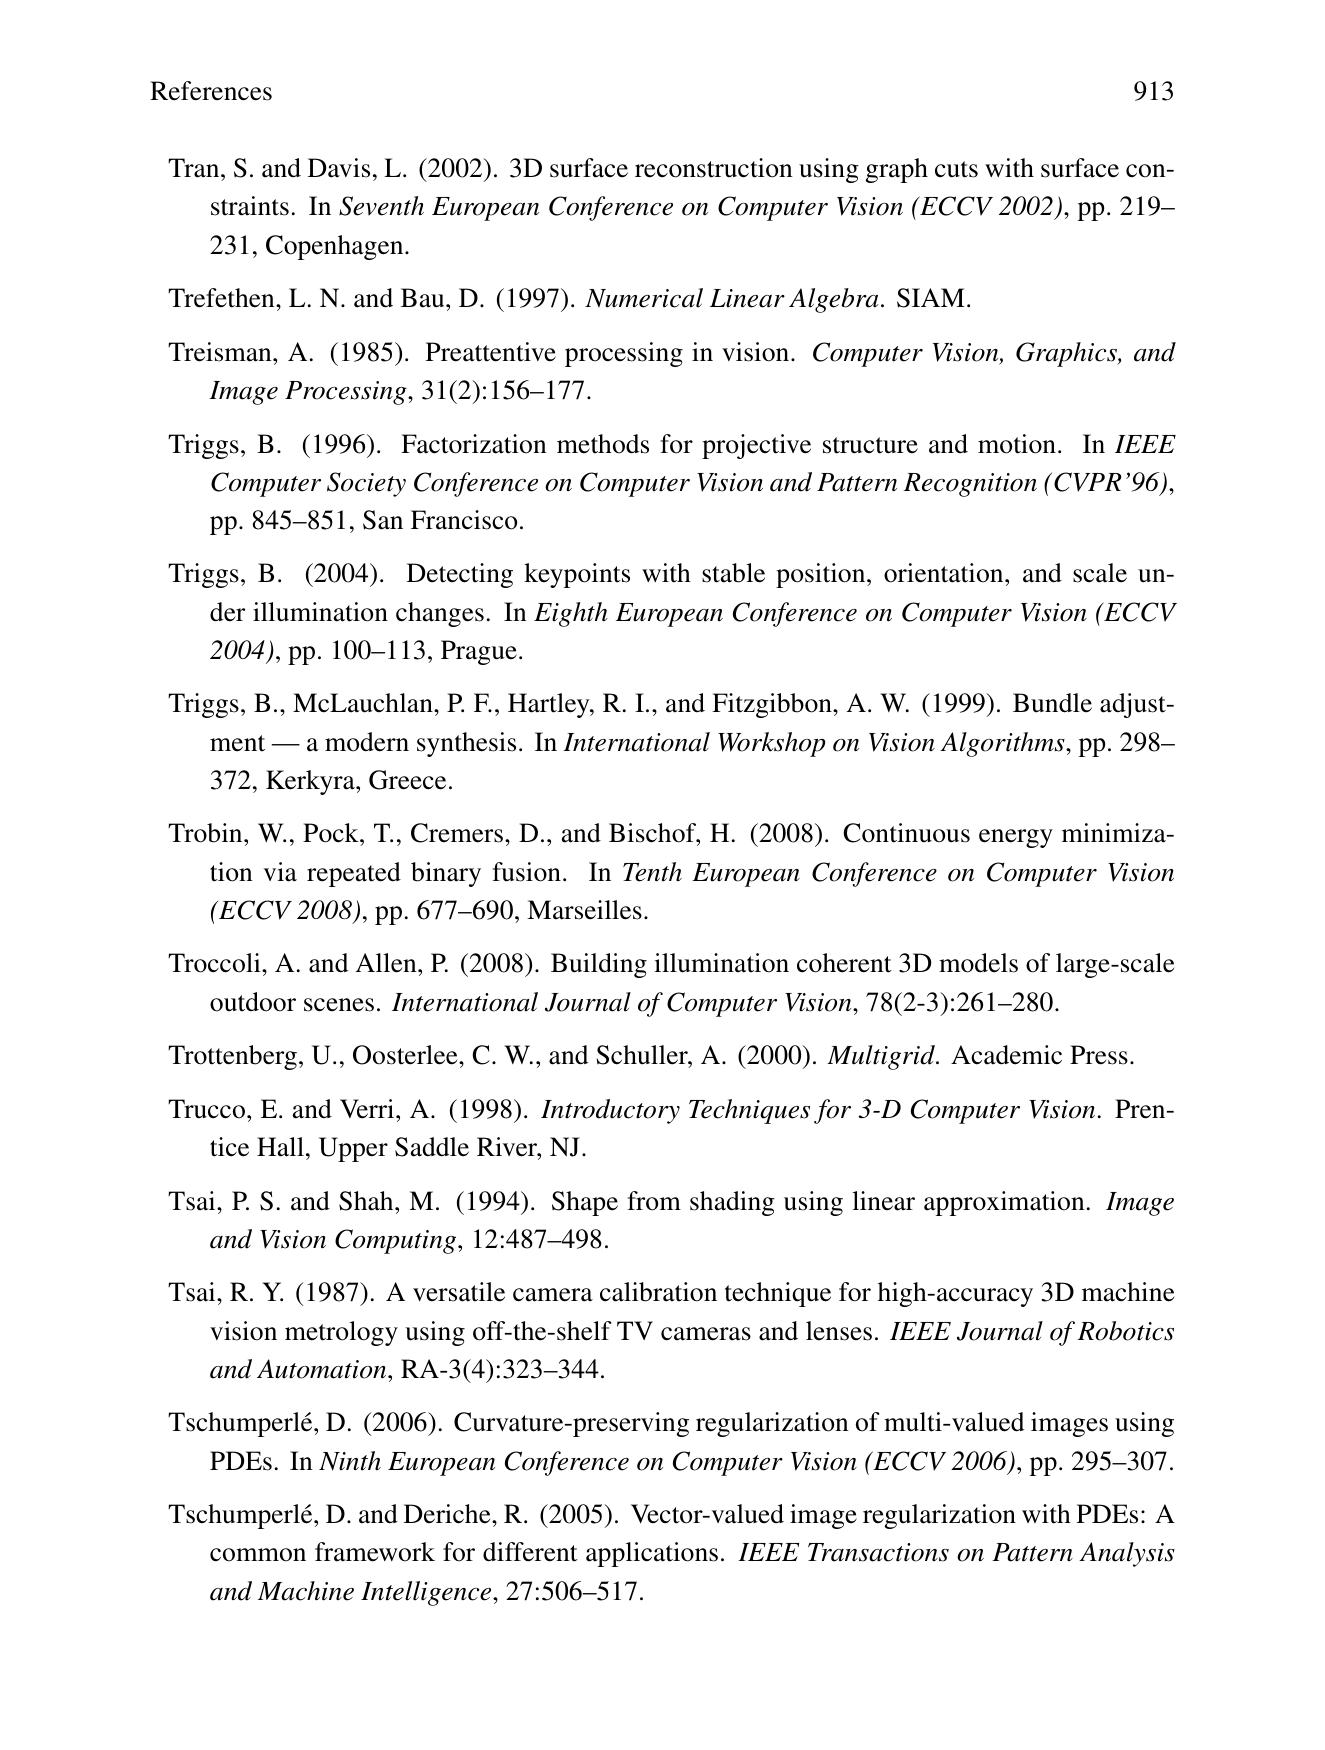 References 913
Tran, S. and Davis, L. (2002). 3D surface reconstruction using graph cuts with surface con-
straints. In Seventh European Conference on Computer Vision (ECCV 2002), pp. 219–
231, Copenhagen.
Trefethen, L. N. and Bau, D. (1997). Numerical Linear Algebra. SIAM.
Treisman, A. (1985). Preattentive processing in vision. Computer Vision, Graphics, and
Image Processing, 31(2):156–177.
Triggs, B. (1996). Factorization methods for projective structure and motion. In IEEE
Computer Society Conference on Computer Vision and Pattern Recognition (CVPR’96),
pp. 845–851, San Francisco.
Triggs, B. (2004). Detecting keypoints with stable position, orientation, and scale un-
der illumination changes. In Eighth European Conference on Computer Vision (ECCV
2004), pp. 100–113, Prague.
Triggs, B., McLauchlan, P. F., Hartley, R. I., and Fitzgibbon, A. W. (1999). Bundle adjust-
ment — a modern synthesis. In International Workshop on Vision Algorithms, pp. 298–
372, Kerkyra, Greece.
Trobin, W., Pock, T., Cremers, D., and Bischof, H. (2008). Continuous energy minimiza-
tion via repeated binary fusion. In Tenth European Conference on Computer Vision
(ECCV 2008), pp. 677–690, Marseilles.
Troccoli, A. and Allen, P. (2008). Building illumination coherent 3D models of large-scale
outdoor scenes. International Journal of Computer Vision, 78(2-3):261–280.
Trottenberg, U., Oosterlee, C. W., and Schuller, A. (2000). Multigrid. Academic Press.
Trucco, E. and Verri, A. (1998). Introductory Techniques for 3-D Computer Vision. Pren-
tice Hall, Upper Saddle River, NJ.
Tsai, P. S. and Shah, M. (1994). Shape from shading using linear approximation. Image
and Vision Computing, 12:487–498.
Tsai, R. Y. (1987). A versatile camera calibration technique for high-accuracy 3D machine
vision metrology using off-the-shelf TV cameras and lenses. IEEE Journal of Robotics
and Automation, RA-3(4):323–344.
Tschumperlé, D. (2006). Curvature-preserving regularization of multi-valued images using
PDEs. In Ninth European Conference on Computer Vision (ECCV 2006), pp. 295–307.
Tschumperlé, D. and Deriche, R. (2005). Vector-valued image regularization with PDEs: A
common framework for different applications. IEEE Transactions on Pattern Analysis
and Machine Intelligence, 27:506–517.